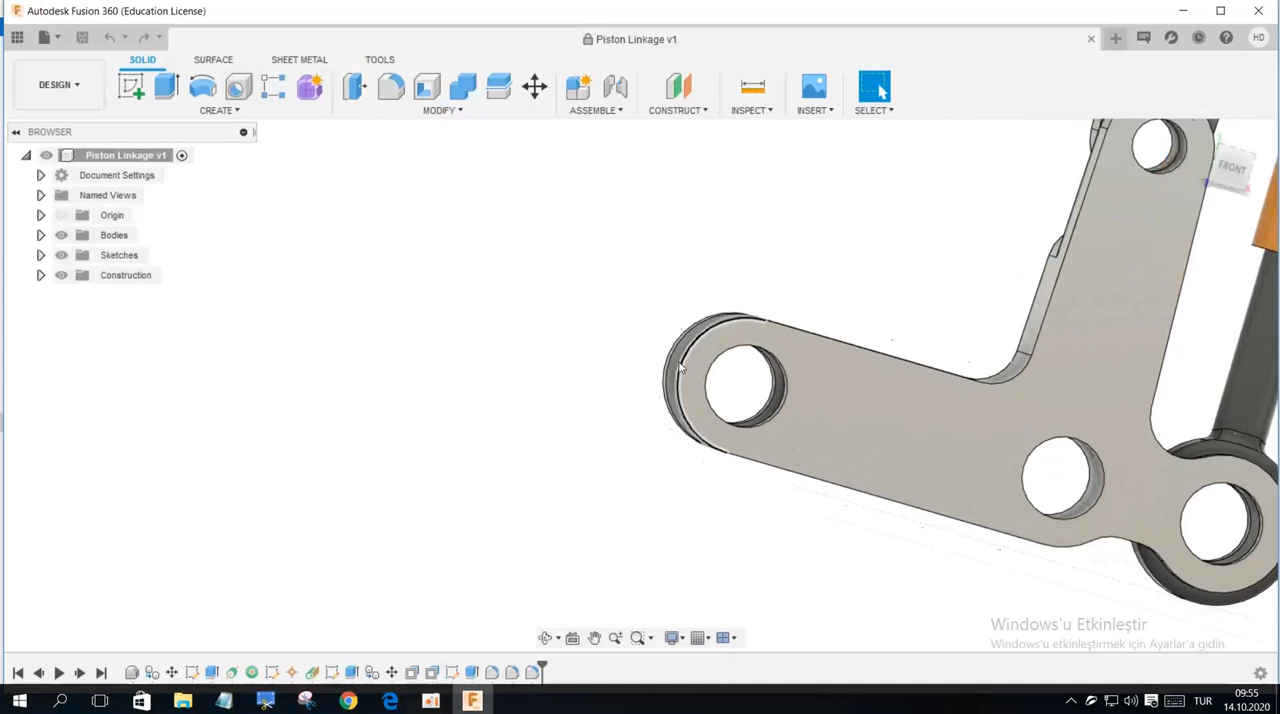 Autodesk Fusion 360 (Education License)
Piston Linkage v1
HD
SOLID SURFACE SHEET METAL TOOLS
DESIGN
CREATE MODIFY ASSEMBLE CONSTRUCT INSPECT INSERT SELECT
BROWSER
Piston Linkage v1
Document Settings
Named Views
Origin
Bodies
Sketches
Construction
FRONT
Windows'u Etkinleştir
Windows'u etkinleştirmek için Ayarlar'a gidin.
TUR
09:55
14.10.2020